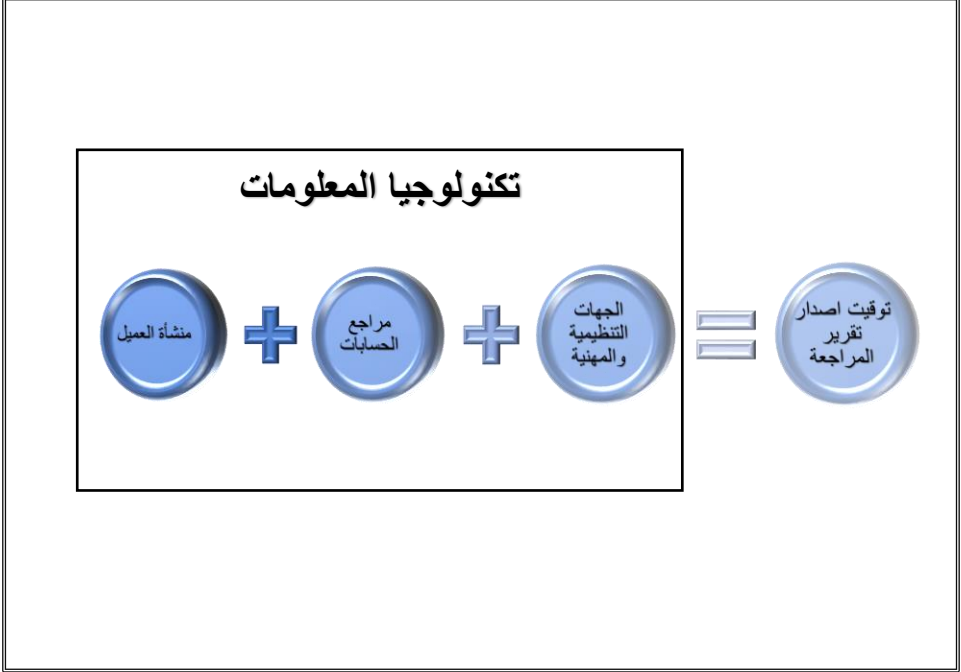 تكنولوجيا المعلومات
منشأة العميل
مراجع
الحسابات
الجهات
التنظيمية
والمهنية
توقيت اصدار
تقرير
المراجعة